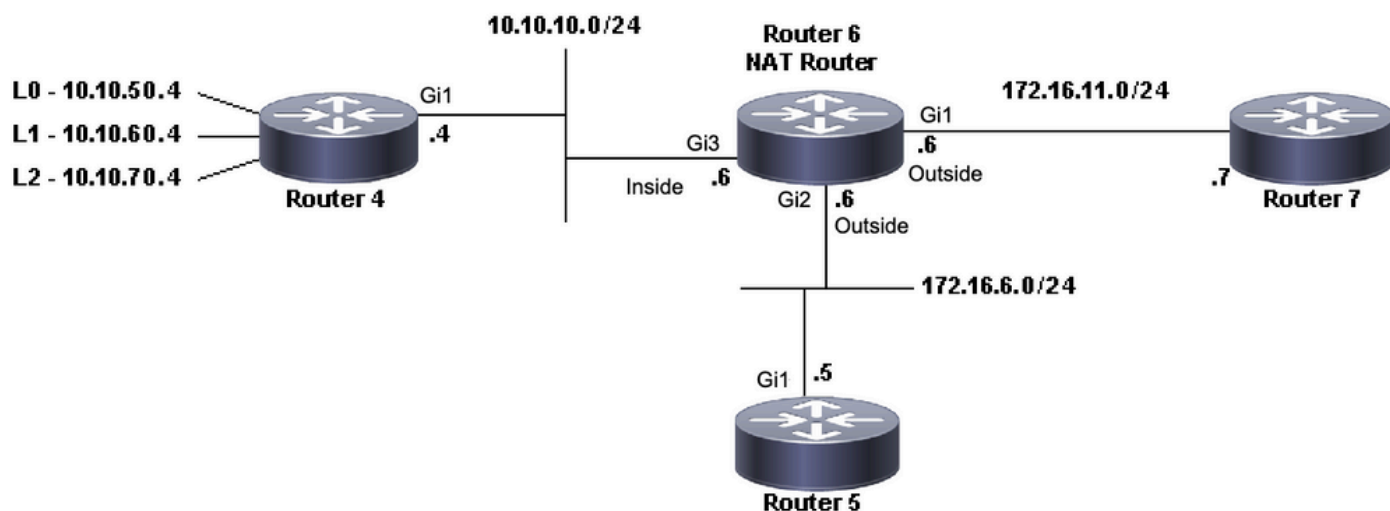 10.10.10.0/24
Router 6
NAT Router
L0 - 10.10.50.4
L1 - 10.10.60.4
L2 - 10.10.70.4
Gi1
.4
Router 4
Gi3
.6
Inside
Gi1
.6
Outside
172.16.11.0/24
.7
Router 7
Gi2
.6
Outside
172.16.6.0/24
Gi1
.5
Router 5